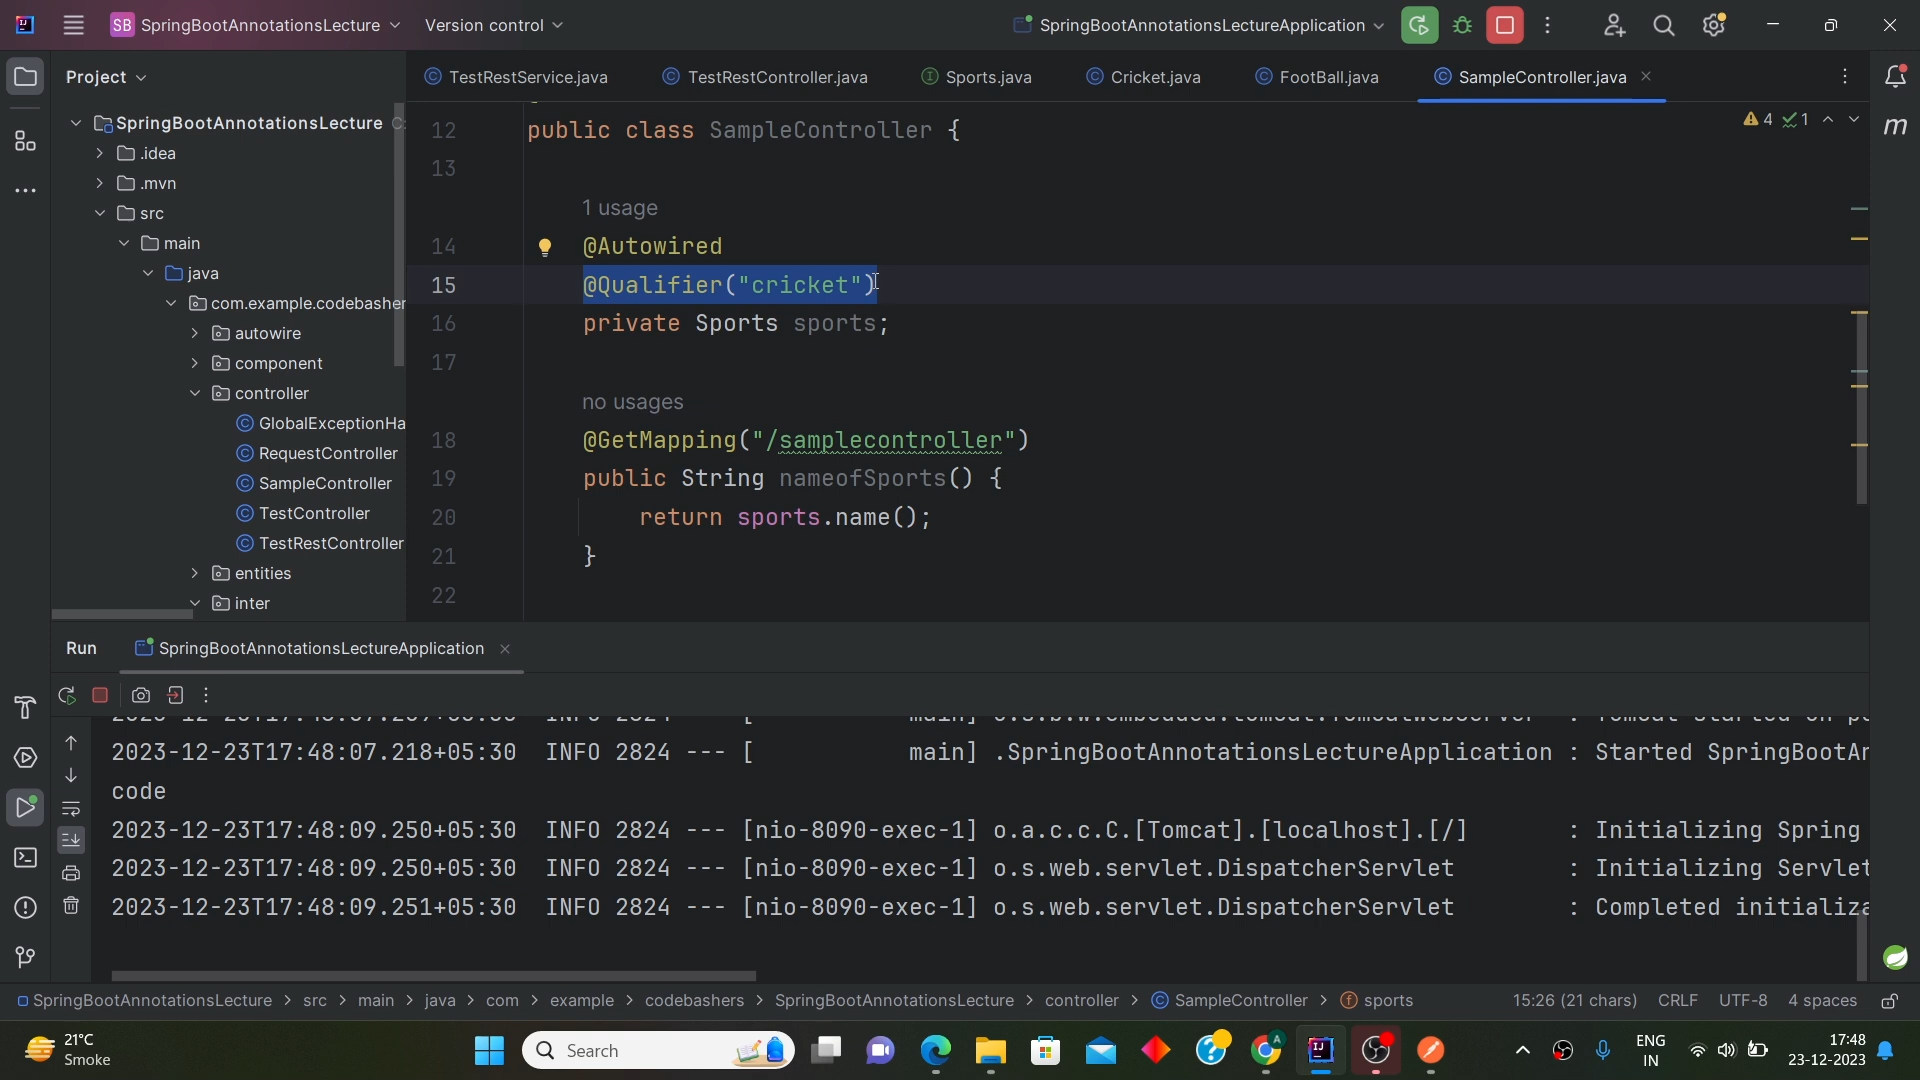 SB SpringBootAnnotationsLecture Version control SpringBootAnnotationsLectureApplication
Project
TestRestService.java TestRestController.java Sports.java Cricket.java FootBall.java SampleController.java
SpringBootAnnotationsLecture
.idea
.mvn
src
main
java
com.example.codebasher
autowire
component
controller
GlobalExceptionHa
RequestController
SampleController
TestController
TestRestController
entities
inter
4 1
12 public class SampleController {
13
1 usage
14 @Autowired
15 @Qualifier("cricket")
16 private Sports sports;
17
no usages
18 @GetMapping("/samplecontroller")
19 public String nameofSports() {
20 return sports.name();
21 }
22
m
Run SpringBootAnnotationsLectureApplication
2023-12-23T17:48:07.218+05:30 INFO 2824 --- [ main] .SpringBootAnnotationsLectureApplication : Started SpringBootAn
code
2023-12-23T17:48:09.250+05:30 INFO 2824 --- [nio-8090-exec-1] o.a.c.c.C.[Tomcat].[localhost].[/] : Initializing Spring
2023-12-23T17:48:09.250+05:30 INFO 2824 --- [nio-8090-exec-1] o.s.web.servlet.DispatcherServlet : Initializing Servlet
2023-12-23T17:48:09.251+05:30 INFO 2824 --- [nio-8090-exec-1] o.s.web.servlet.DispatcherServlet : Completed initializa
SpringBootAnnotationsLecture > src > main > java > com > example > codebashers > SpringBootAnnotationsLecture > controller > SampleController > sports 15:26 (21 chars) CRLF UTF-8 4 spaces
21°C
Smoke
Search
ENG
IN
17:48
23-12-2023